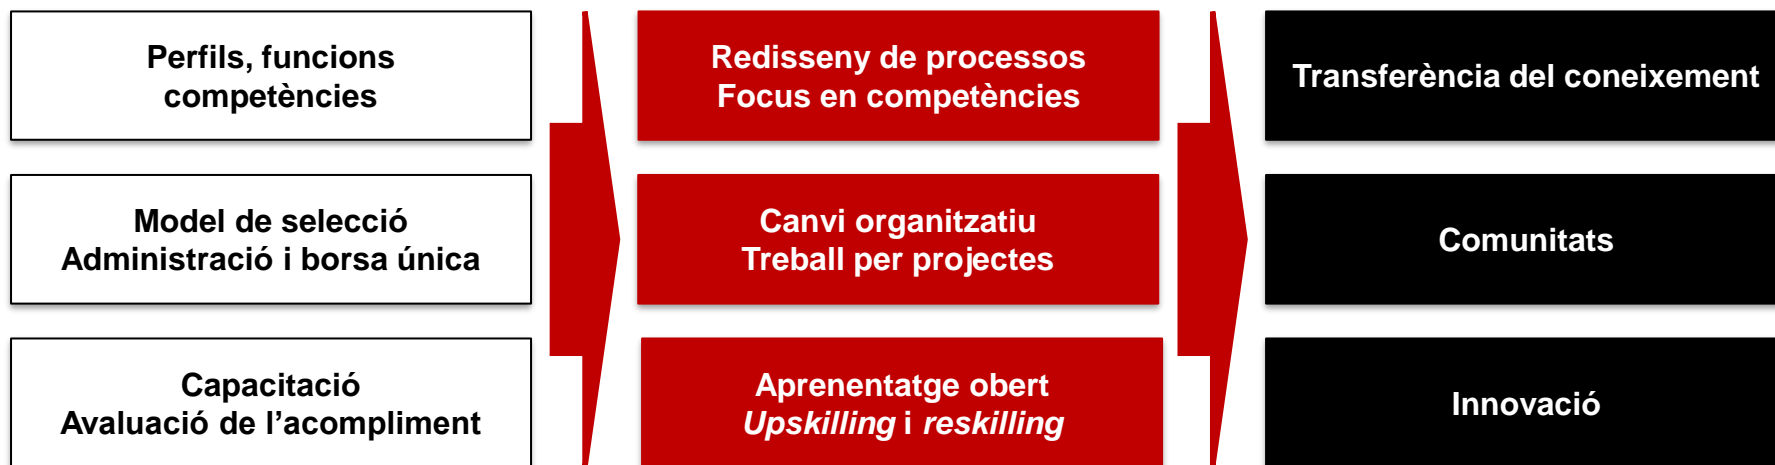 Perfils, funcions
competències
Redisseny de processos
Focus en competències
Transferència del coneixement
Model de selecció
Administració i borsa única
Canvi organitzatiu
Treball per projectes
Comunitats
Capacitació
Avaluació de l’acompliment
Aprenentatge obert
Upskilling i reskilling
Innovació